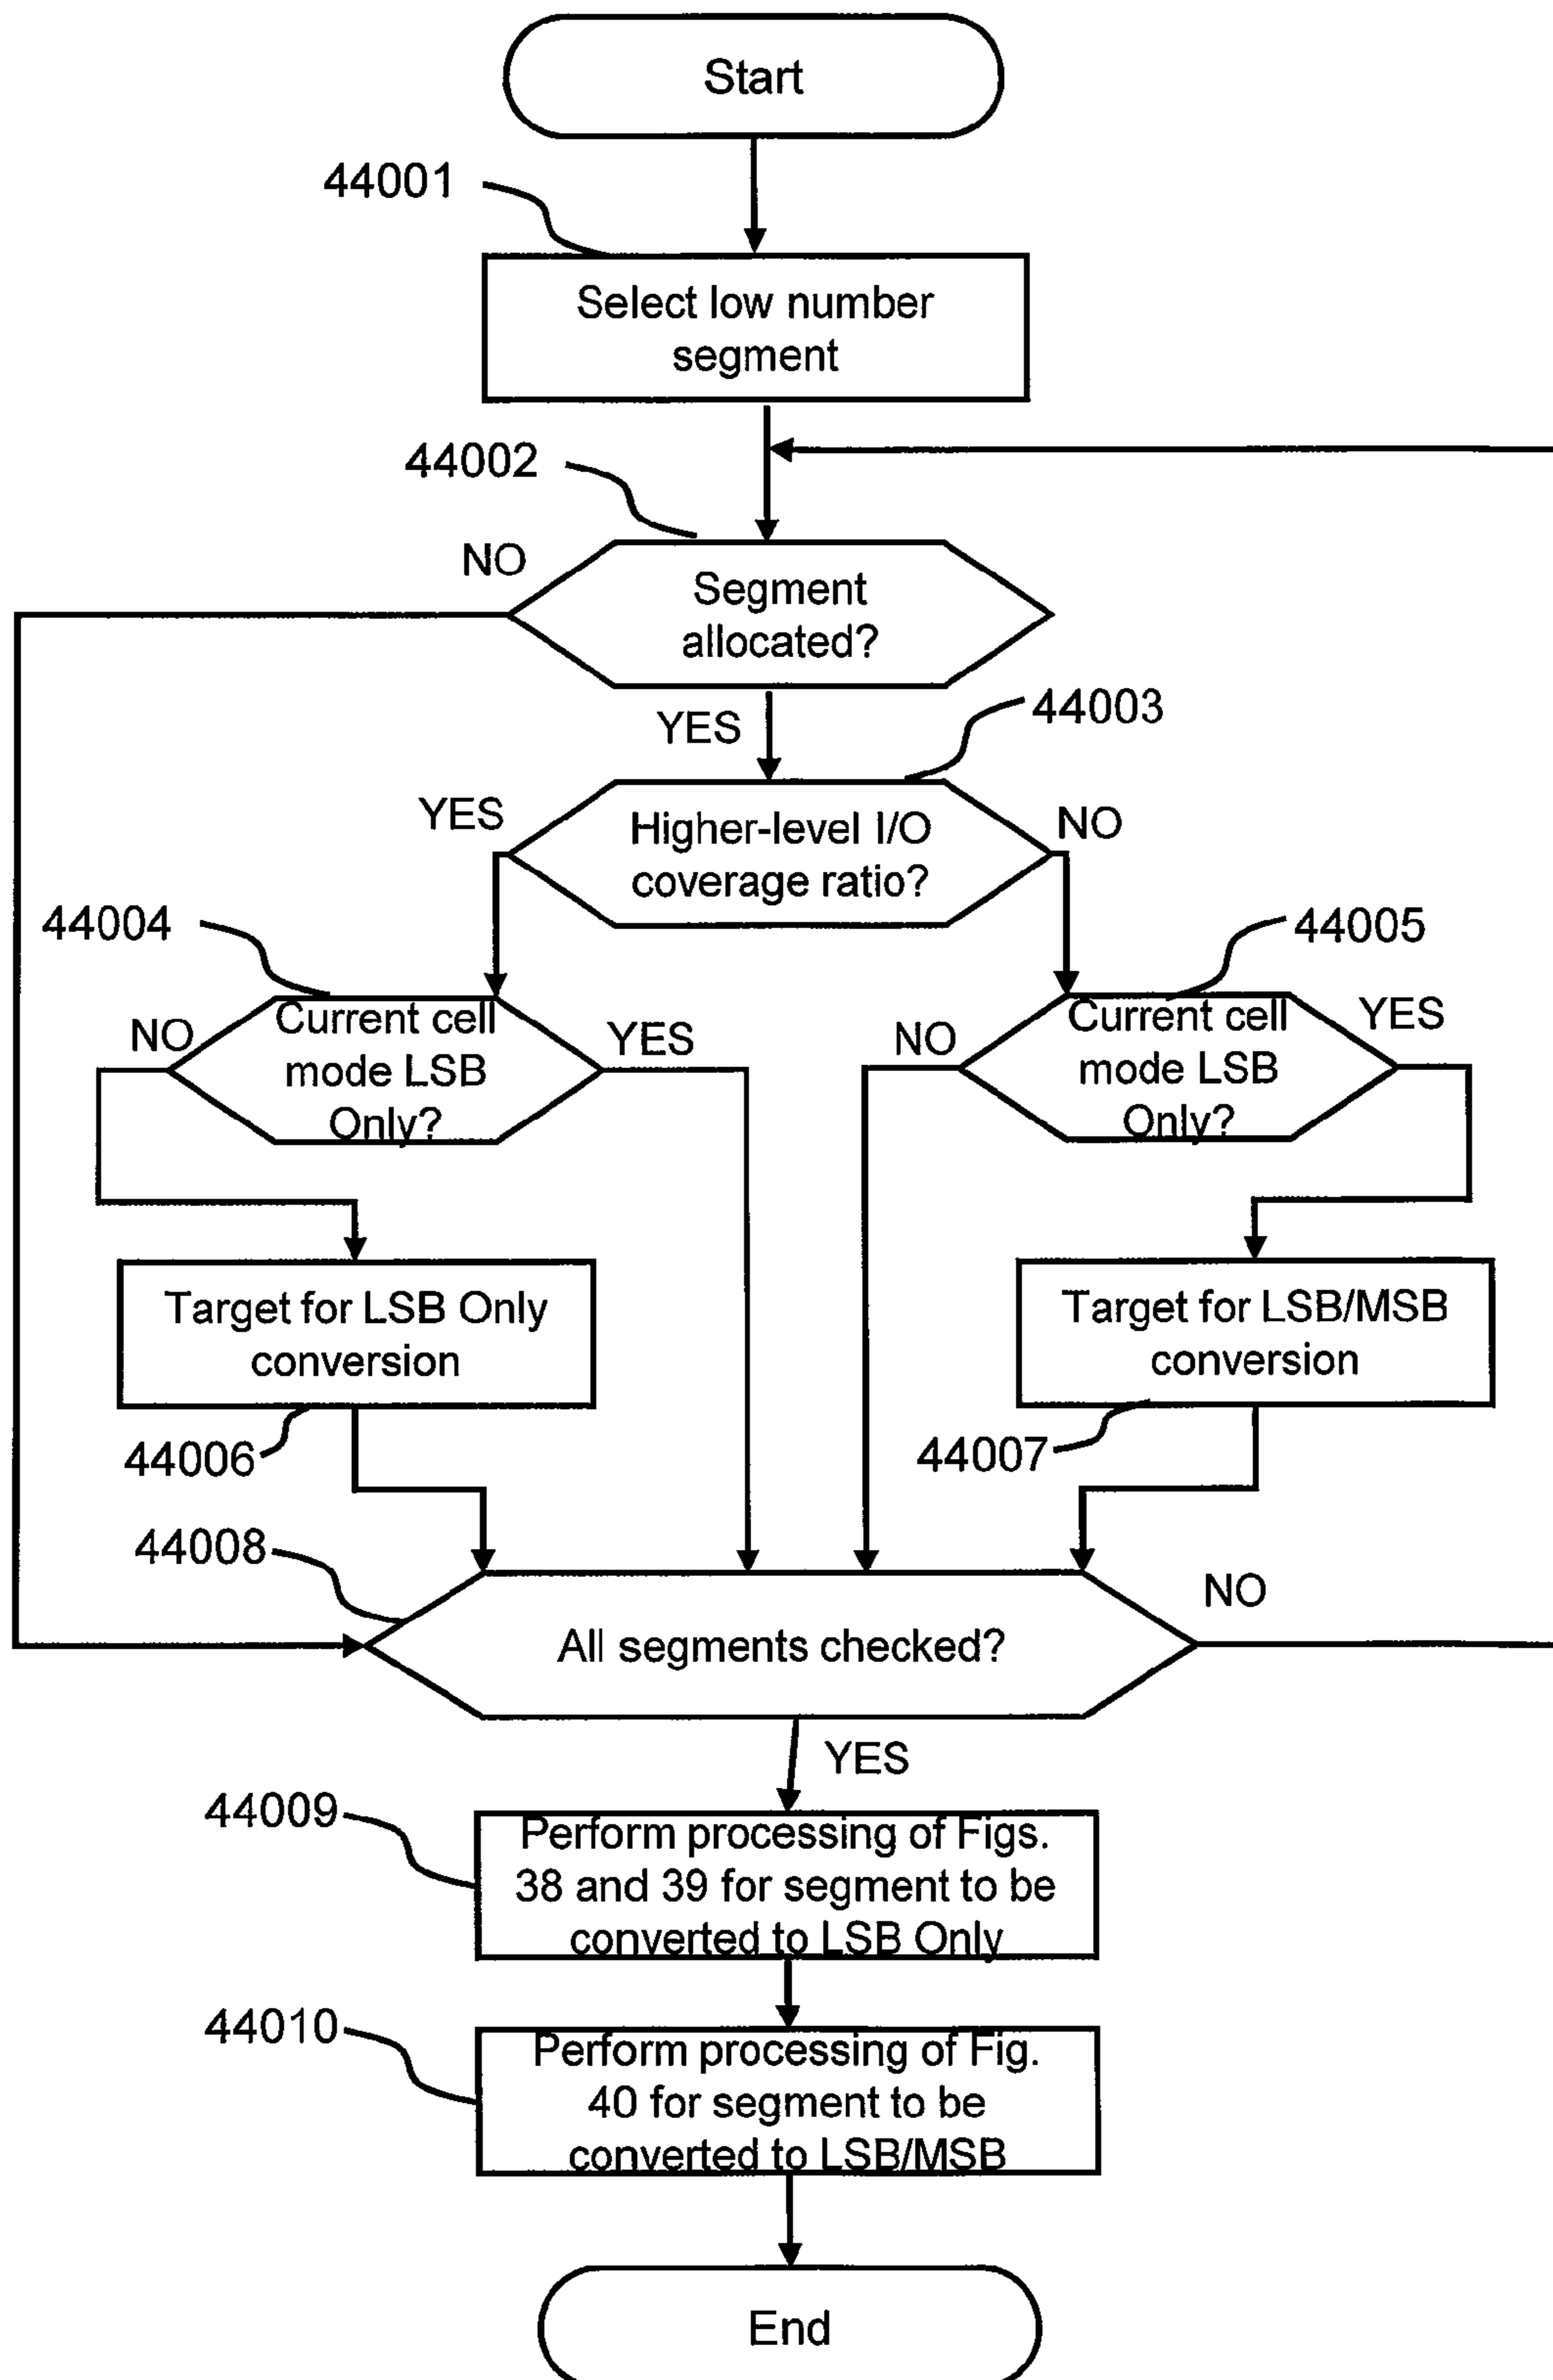 Start
44001
Select low number
segment
44002
NO
Segment
allocated?
YES
44003
YES
Higher-level I/O
coverage ratio?
NO
44004
44005
NO
Current cell
mode LSB
Only?
YES
NO
Current cell
mode LSB
Only?
YES
Target for LSB Only
conversion
Target for LSB/MSB
conversion
44006
44007
44008
NO
All segments checked?
YES
44009
Perform processing of Figs.
38 and 39 for segment to be
converted to LSB Only
44010
Perform processing of Fig.
40 for segment to be
converted to LSB/MSB
End